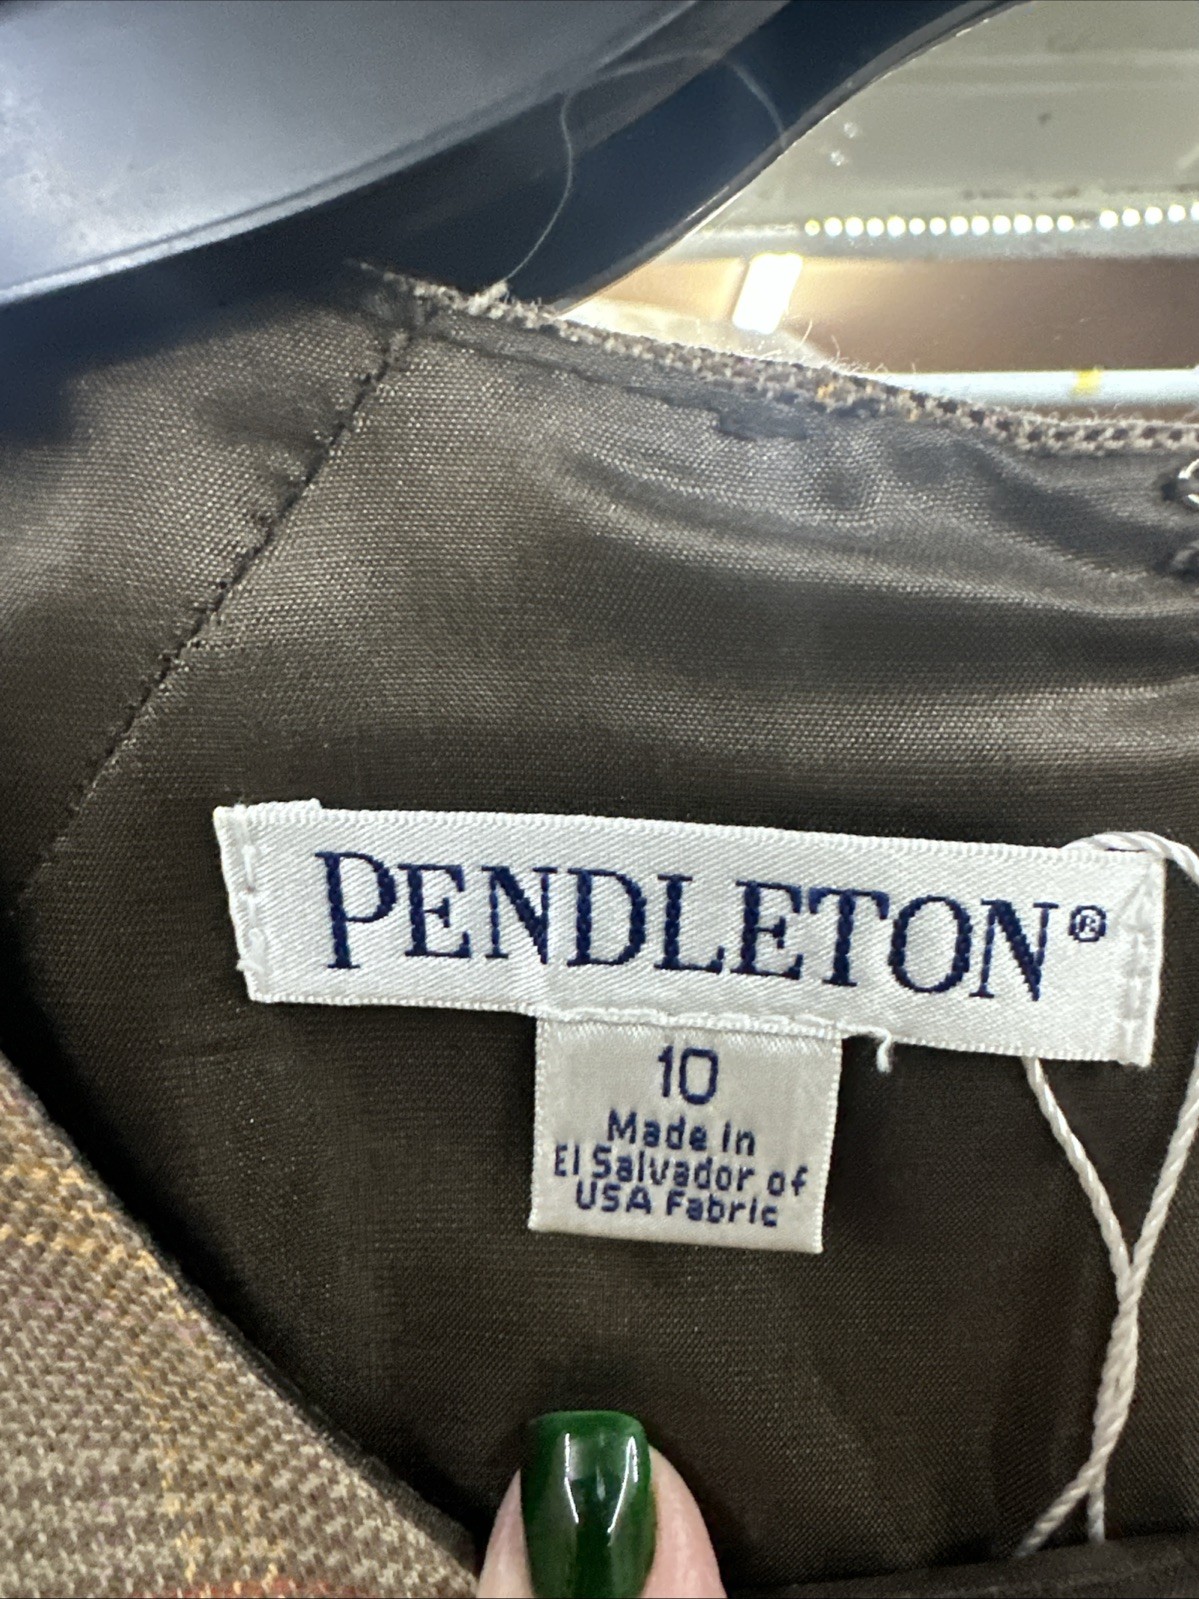 PENDLETON®
10
Made in
El Salvador of
USA Fabric